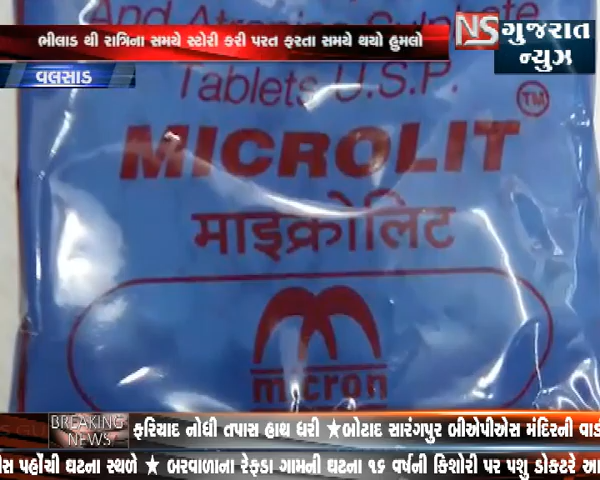 And Atropine Sulphate
ભીલાડ થી રાત્રિના સમયે સ્ટોરી કરી પરત ફરતા સમયે થયો હુમલો
NS ગુજરાત
ન્યુઝ
વલસાડ
Tablets U.S.P.
TM
MICROLIT
माइक्रोलिट
micron
BREAKING
NEWS
ફરિયાદ નોધી તપાસ હાથ ધરી ★બોટાદ સારંગપુર બીએપીએસ મંદિરની વાડ
પહોંચી ઘટના સ્થળે ★ બરવાળાના રેફડા ગામની ઘટના ૧૬ વર્ષની કિશોરી પર પશુ ડોકટરે